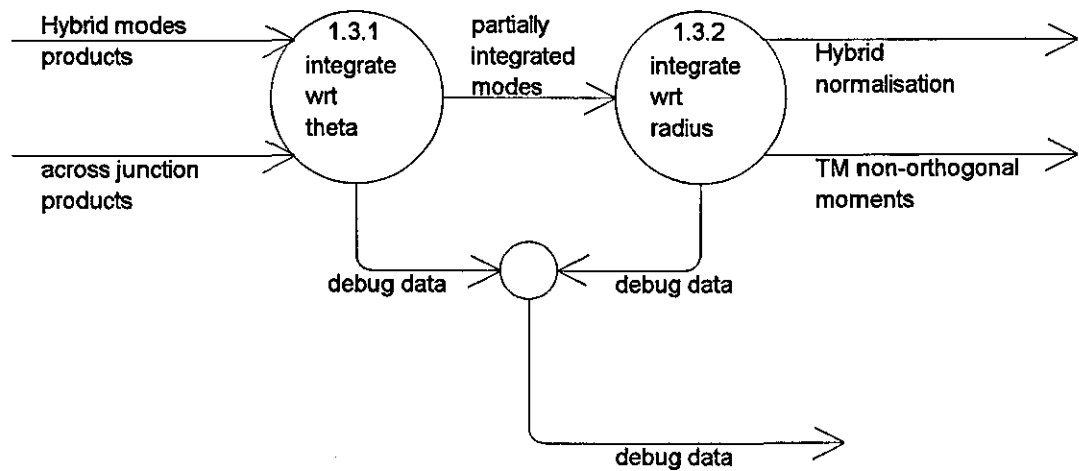 Hybrid modes
products
1.3.1
integrate
wrt
theta
partially
integrated
modes
1.3.2
integrate
wrt
radius
Hybrid
normalisation
across junction
products
TM non-orthogonal
moments
debug data
debug data
debug data